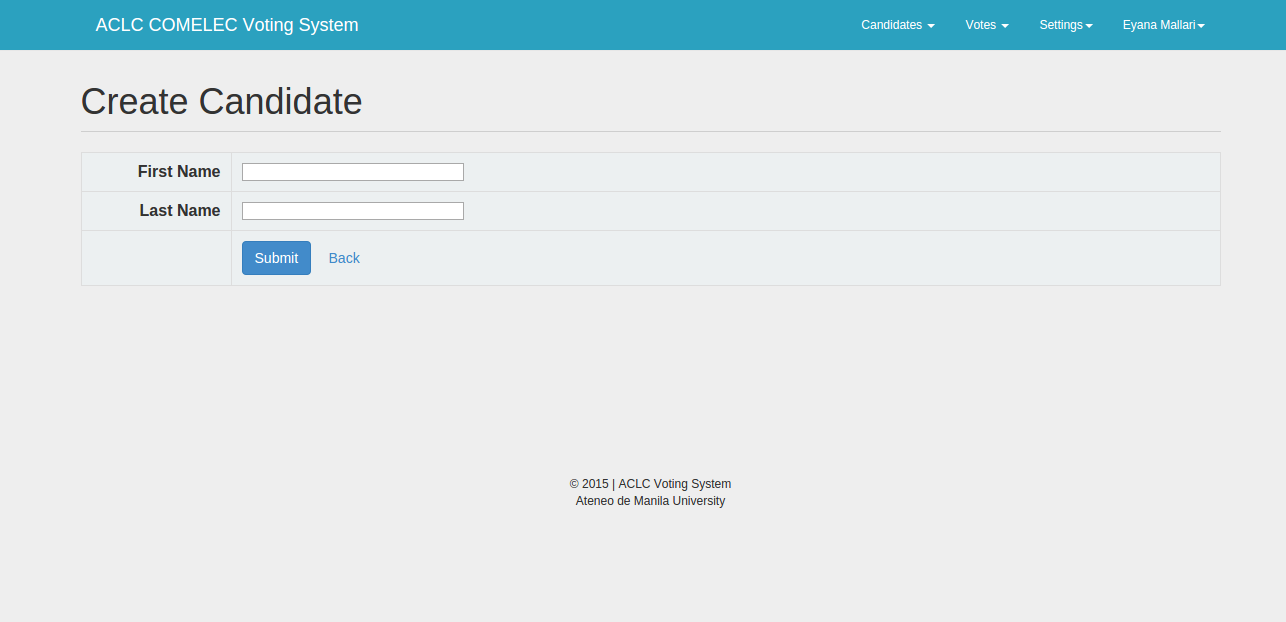 ACLC COMELEC Voting System
Candidates
Votes
Settings
Eyana Mallari
Create Candidate
First Name
Last Name
Submit
Back
© 2015 | ACLC Voting System
Ateneo de Manila University